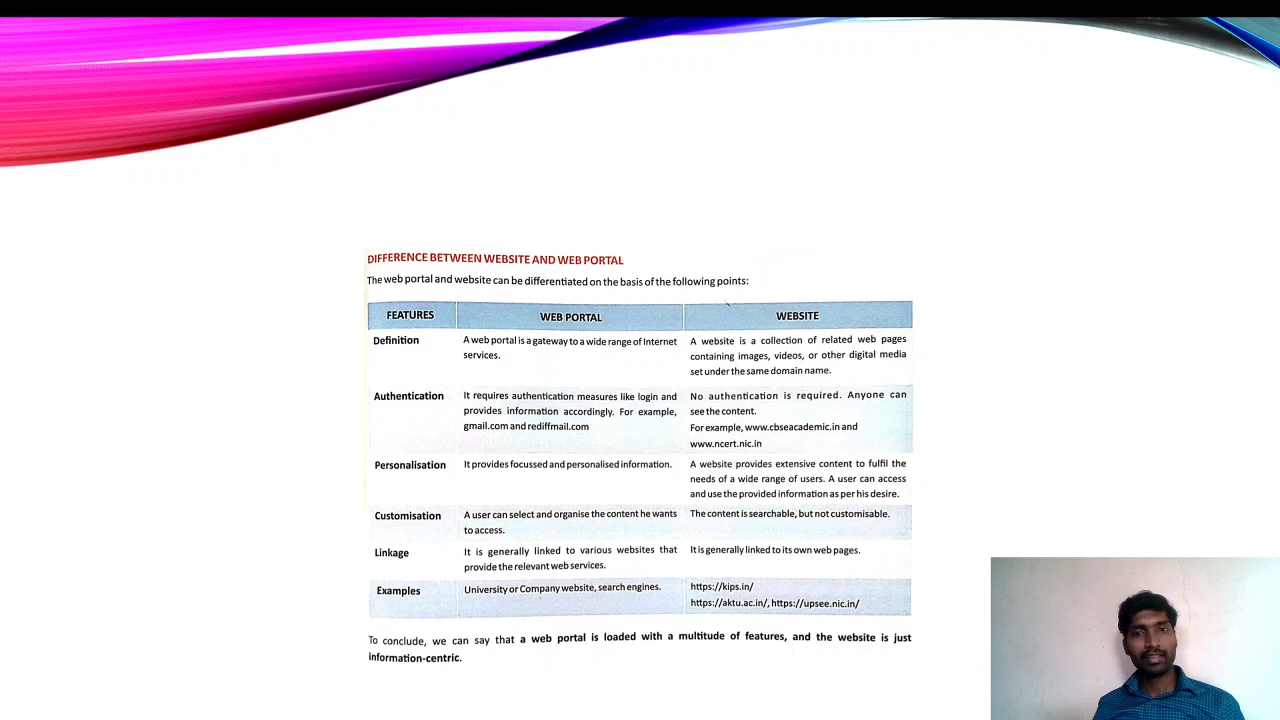 DIFFERENCE BETWEEN WEBSITE AND WEB PORTAL
The web portal and website can be differentiated on the basis of the following points:
FEATURES
WEB PORTAL
WEBSITE
Definition
A web portal is a gateway to a wide range of Internet
services.
A website is a collection of related web pages
containing images, videos, or other digital media
set under the same domain name.
Authentication
It requires authentication measures like login and
provides information accordingly. For example,
gmail.com and rediffmail.com
No authentication is required. Anyone can
see the content.
For example, www.cbseacademic.in and
www.ncert.nic.in
Personalisation
It provides focussed and personalised information.
A website provides extensive content to fulfil the
needs of a wide range of users. A user can access
and use the provided information as per his desire.
Customisation
A user can select and organise the content he wants
to access.
The content is searchable, but not customisable.
Linkage
It is generally linked to various websites that
provide the relevant web services.
It is generally linked to its own web pages.
Examples
University or Company website, search engines.
https://kips.in/
https://aktu.ac.in/, https://upsee.nic.in/
To conclude, we can say that a web portal is loaded with a multitude of features, and the website is just
information-centric.